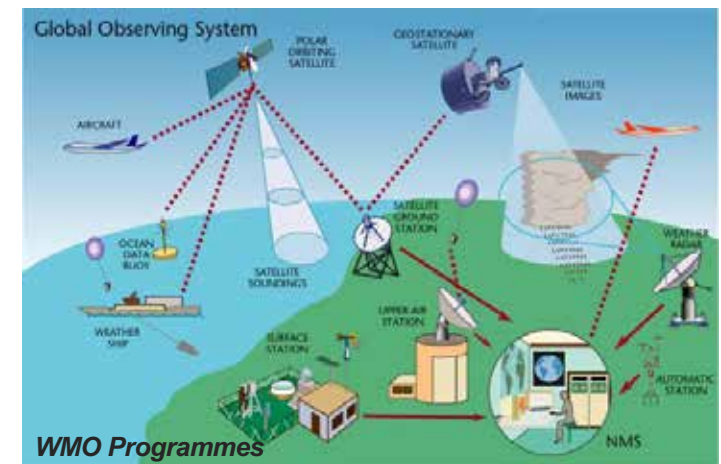 Global Observing System
POLAR
ORBITING
SATELLITE
GEOSTATIONARY
SATELLITE
SATELLITE
IMAGES
AIRCRAFT
OCEAN
DATA
BUOY
SATELLITE
SOUNDINGS
SATELLITE
GROUND
STATION
WEATHER
RADAR
WEATHER
SHIP
UPPER-AIR
STATION
SURFACE
STATION
AUTOMATIC
STATION
NMS
WMO Programmes